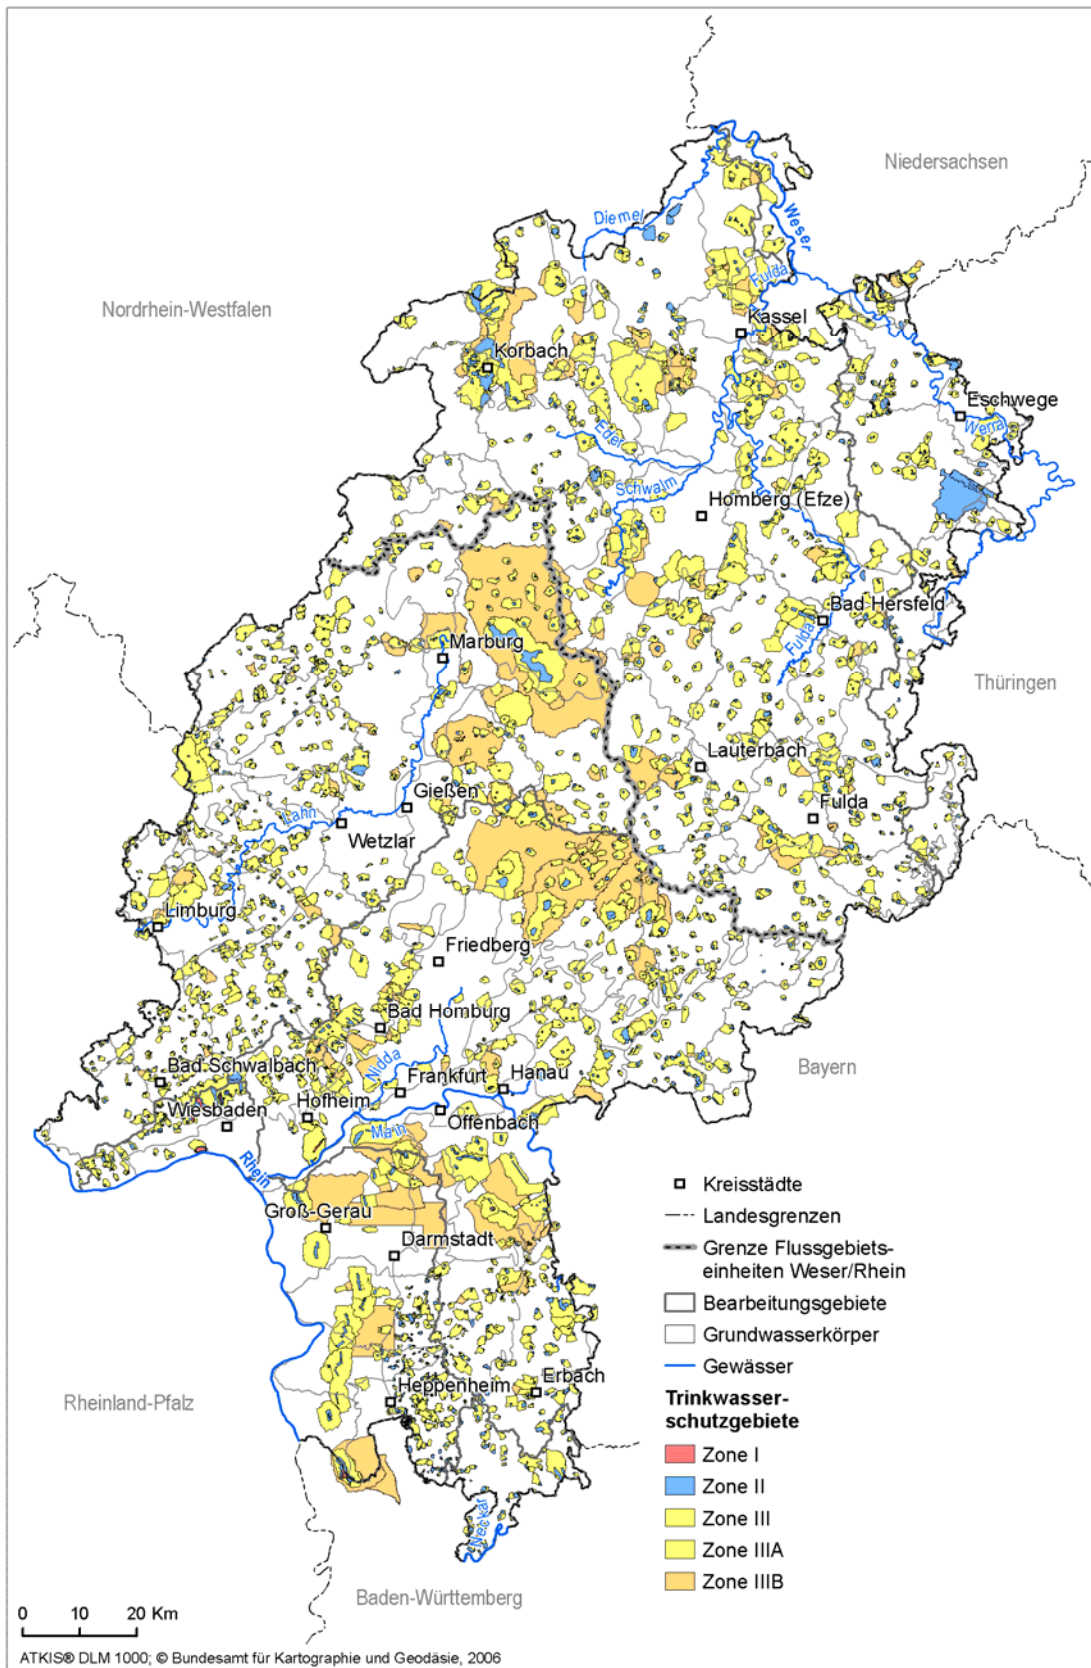 Niedersachsen
Diemel
Weser
Fulda
Nordrhein-Westfalen
Kassel
Korbach
Eschwege
Werra
Eder
Schwalm
Homberg (Efze)
Bad Hersfeld
Fulda
Marburg
Thüringen
Lauterbach
Gießen
Fulda
Lahn
Wetzlar
Limburg
Friedberg
Bad Homburg
Nidda
Bayern
Bad Schwalbach
Frankfurt
Hanau
Wiesbaden
Hofheim
Offenbach
Main
Rhein
Groß-Gerau
Darmstadt
Heppenheim
Erbach
Rheinland-Pfalz
Neckar
Baden-Württemberg
Kreisstädte
Landesgrenzen
Grenze Flussgebiets-
einheiten Weser/Rhein
Bearbeitungsgebiete
Grundwasserkörper
Gewässer
Trinkwasser-
schutzgebiete
Zone I
Zone II
Zone III
Zone IIIA
Zone IIIB
0 10 20 Km
ATKIS® DLM 1000; © Bundesamt für Kartographie und Geodäsie, 2006